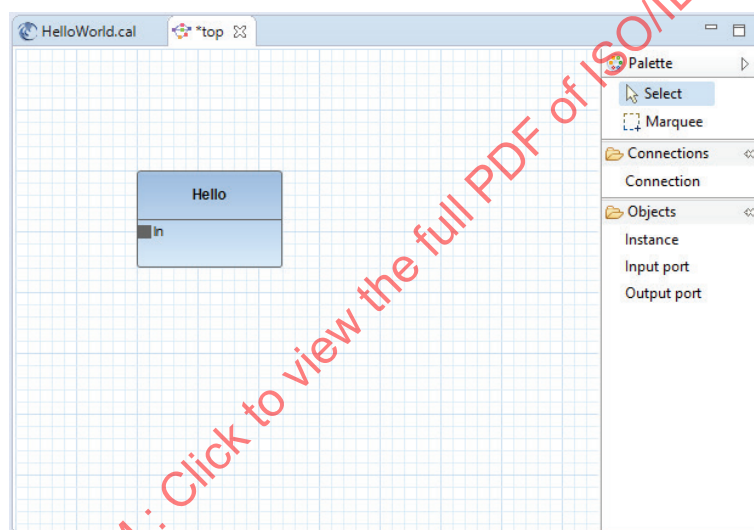 HelloWorld.cal
*top
Palette
Select
Marquee
Connections
Connection
Objects
Instance
Input port
Output port
Hello
In
: Click to view the full PDF of ISO/IE